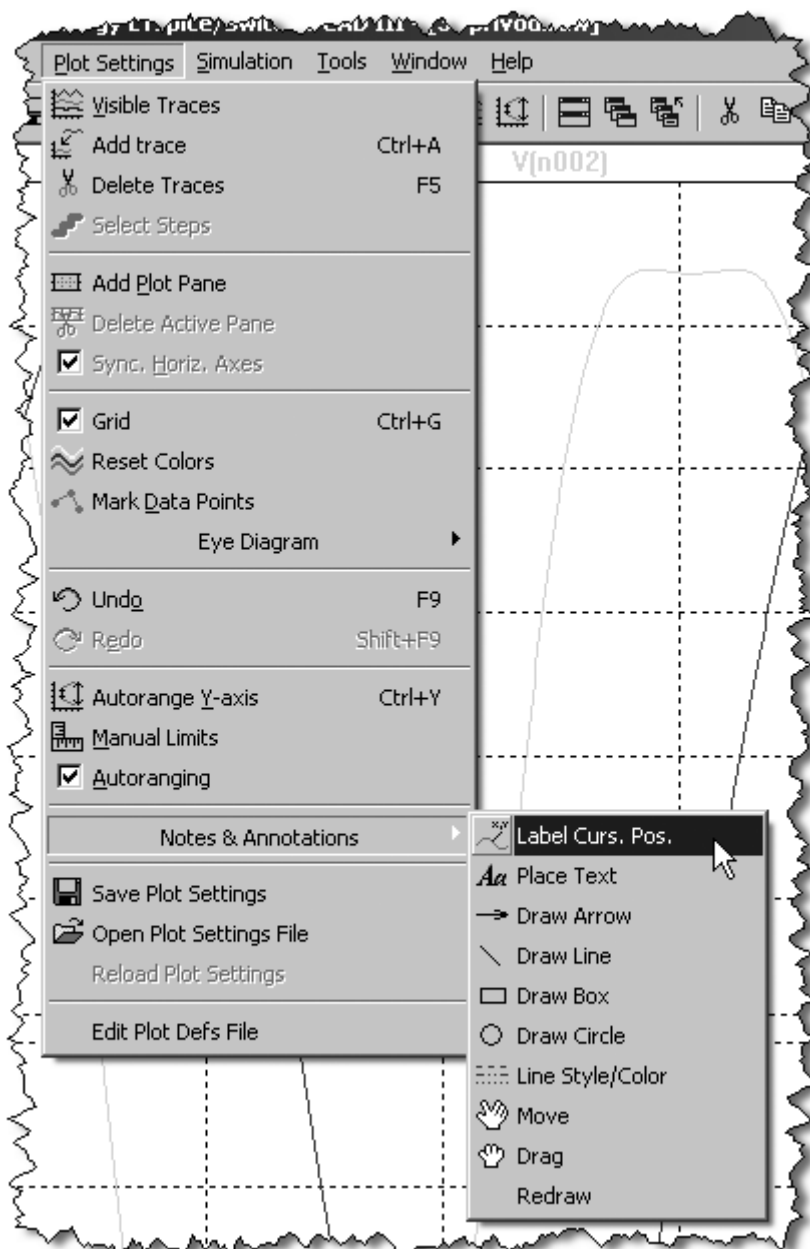 Plot Settings Simulation Tools Window Help
V(n002)
Visible Traces
Add trace Ctrl+A
Delete Traces F5
Select Steps
Add Plot Pane
Delete Active Pane
Sync. Horiz. Axes
Grid Ctrl+G
Reset Colors
Mark Data Points
Eye Diagram
Undo F9
Redo Shift+F9
Autorange Y-axis Ctrl+Y
Manual Limits
Autoranging
Notes & Annotations
Save Plot Settings
Open Plot Settings File
Reload Plot Settings
Edit Plot Defs File
x,y Label Curs. Pos.
Aa Place Text
Draw Arrow
Draw Line
Draw Box
Draw Circle
Line Style/Color
Move
Drag
Redraw